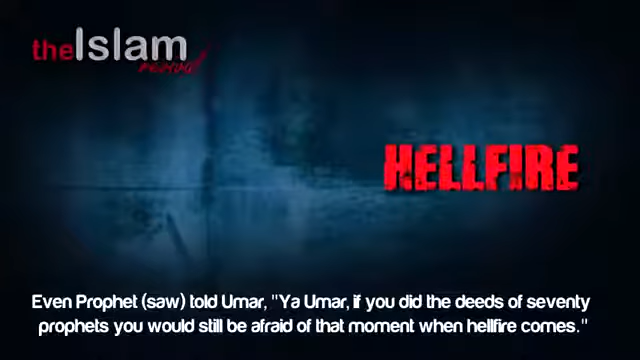 theIslam
HELLFIRE
Even Prophet (saw) told Umar, "Ya Umar, if you did the deeds of seventy
prophets you would still be afraid of that moment when hellfire comes."